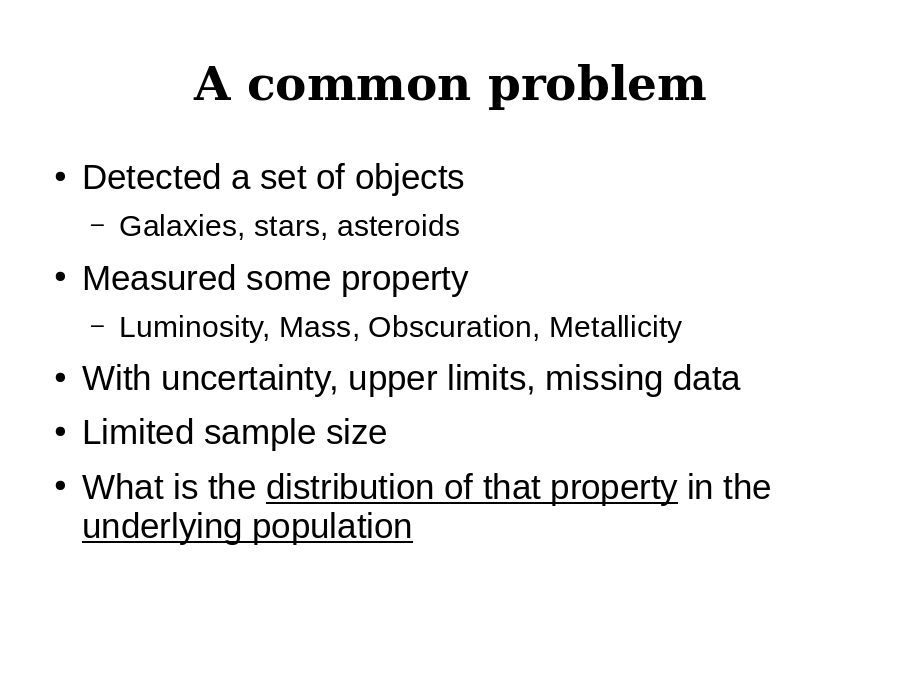 A common problem
• Detected a set of objects
– Galaxies, stars, asteroids
• Measured some property
– Luminosity, Mass, Obscuration, Metallicity
• With uncertainty, upper limits, missing data
• Limited sample size
• What is the distribution of that property in the
underlying population